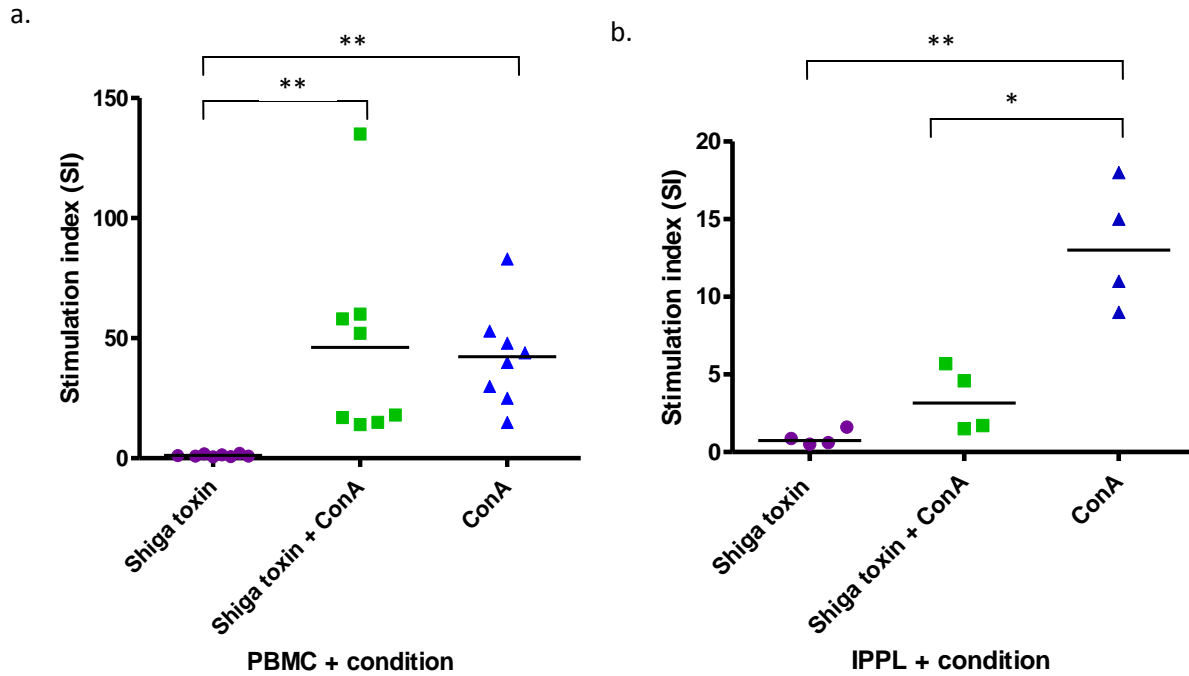 a.
**
**
150
100
50
0
Stimulation index (SI)
Shiga toxin
Shiga toxin + ConA
ConA
PBMC + condition
b.
**
*
20
15
10
5
0
Stimulation index (SI)
Shiga toxin
Shiga toxin + ConA
ConA
IPPL + condition